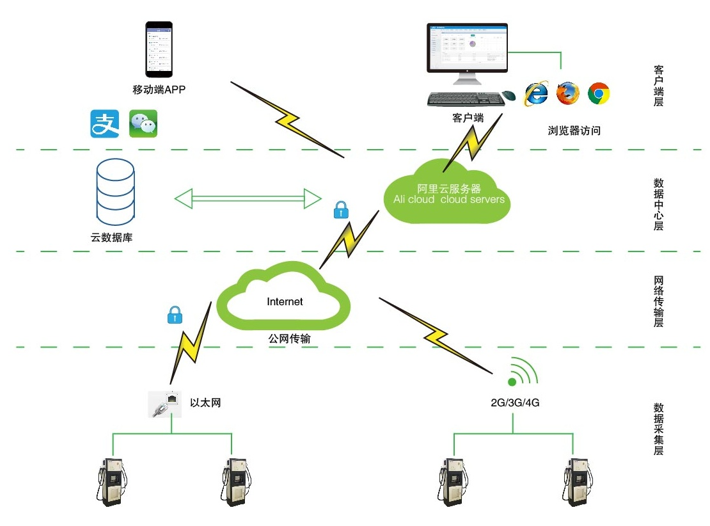 移动端APP
客户端
浏览器访问
客户端层
支
阿里云服务器
Ali cloud cloud servers
云数据库
数据中心层
Internet
公网传输
网络传输层
以太网
2G/3G/4G
数据采集层